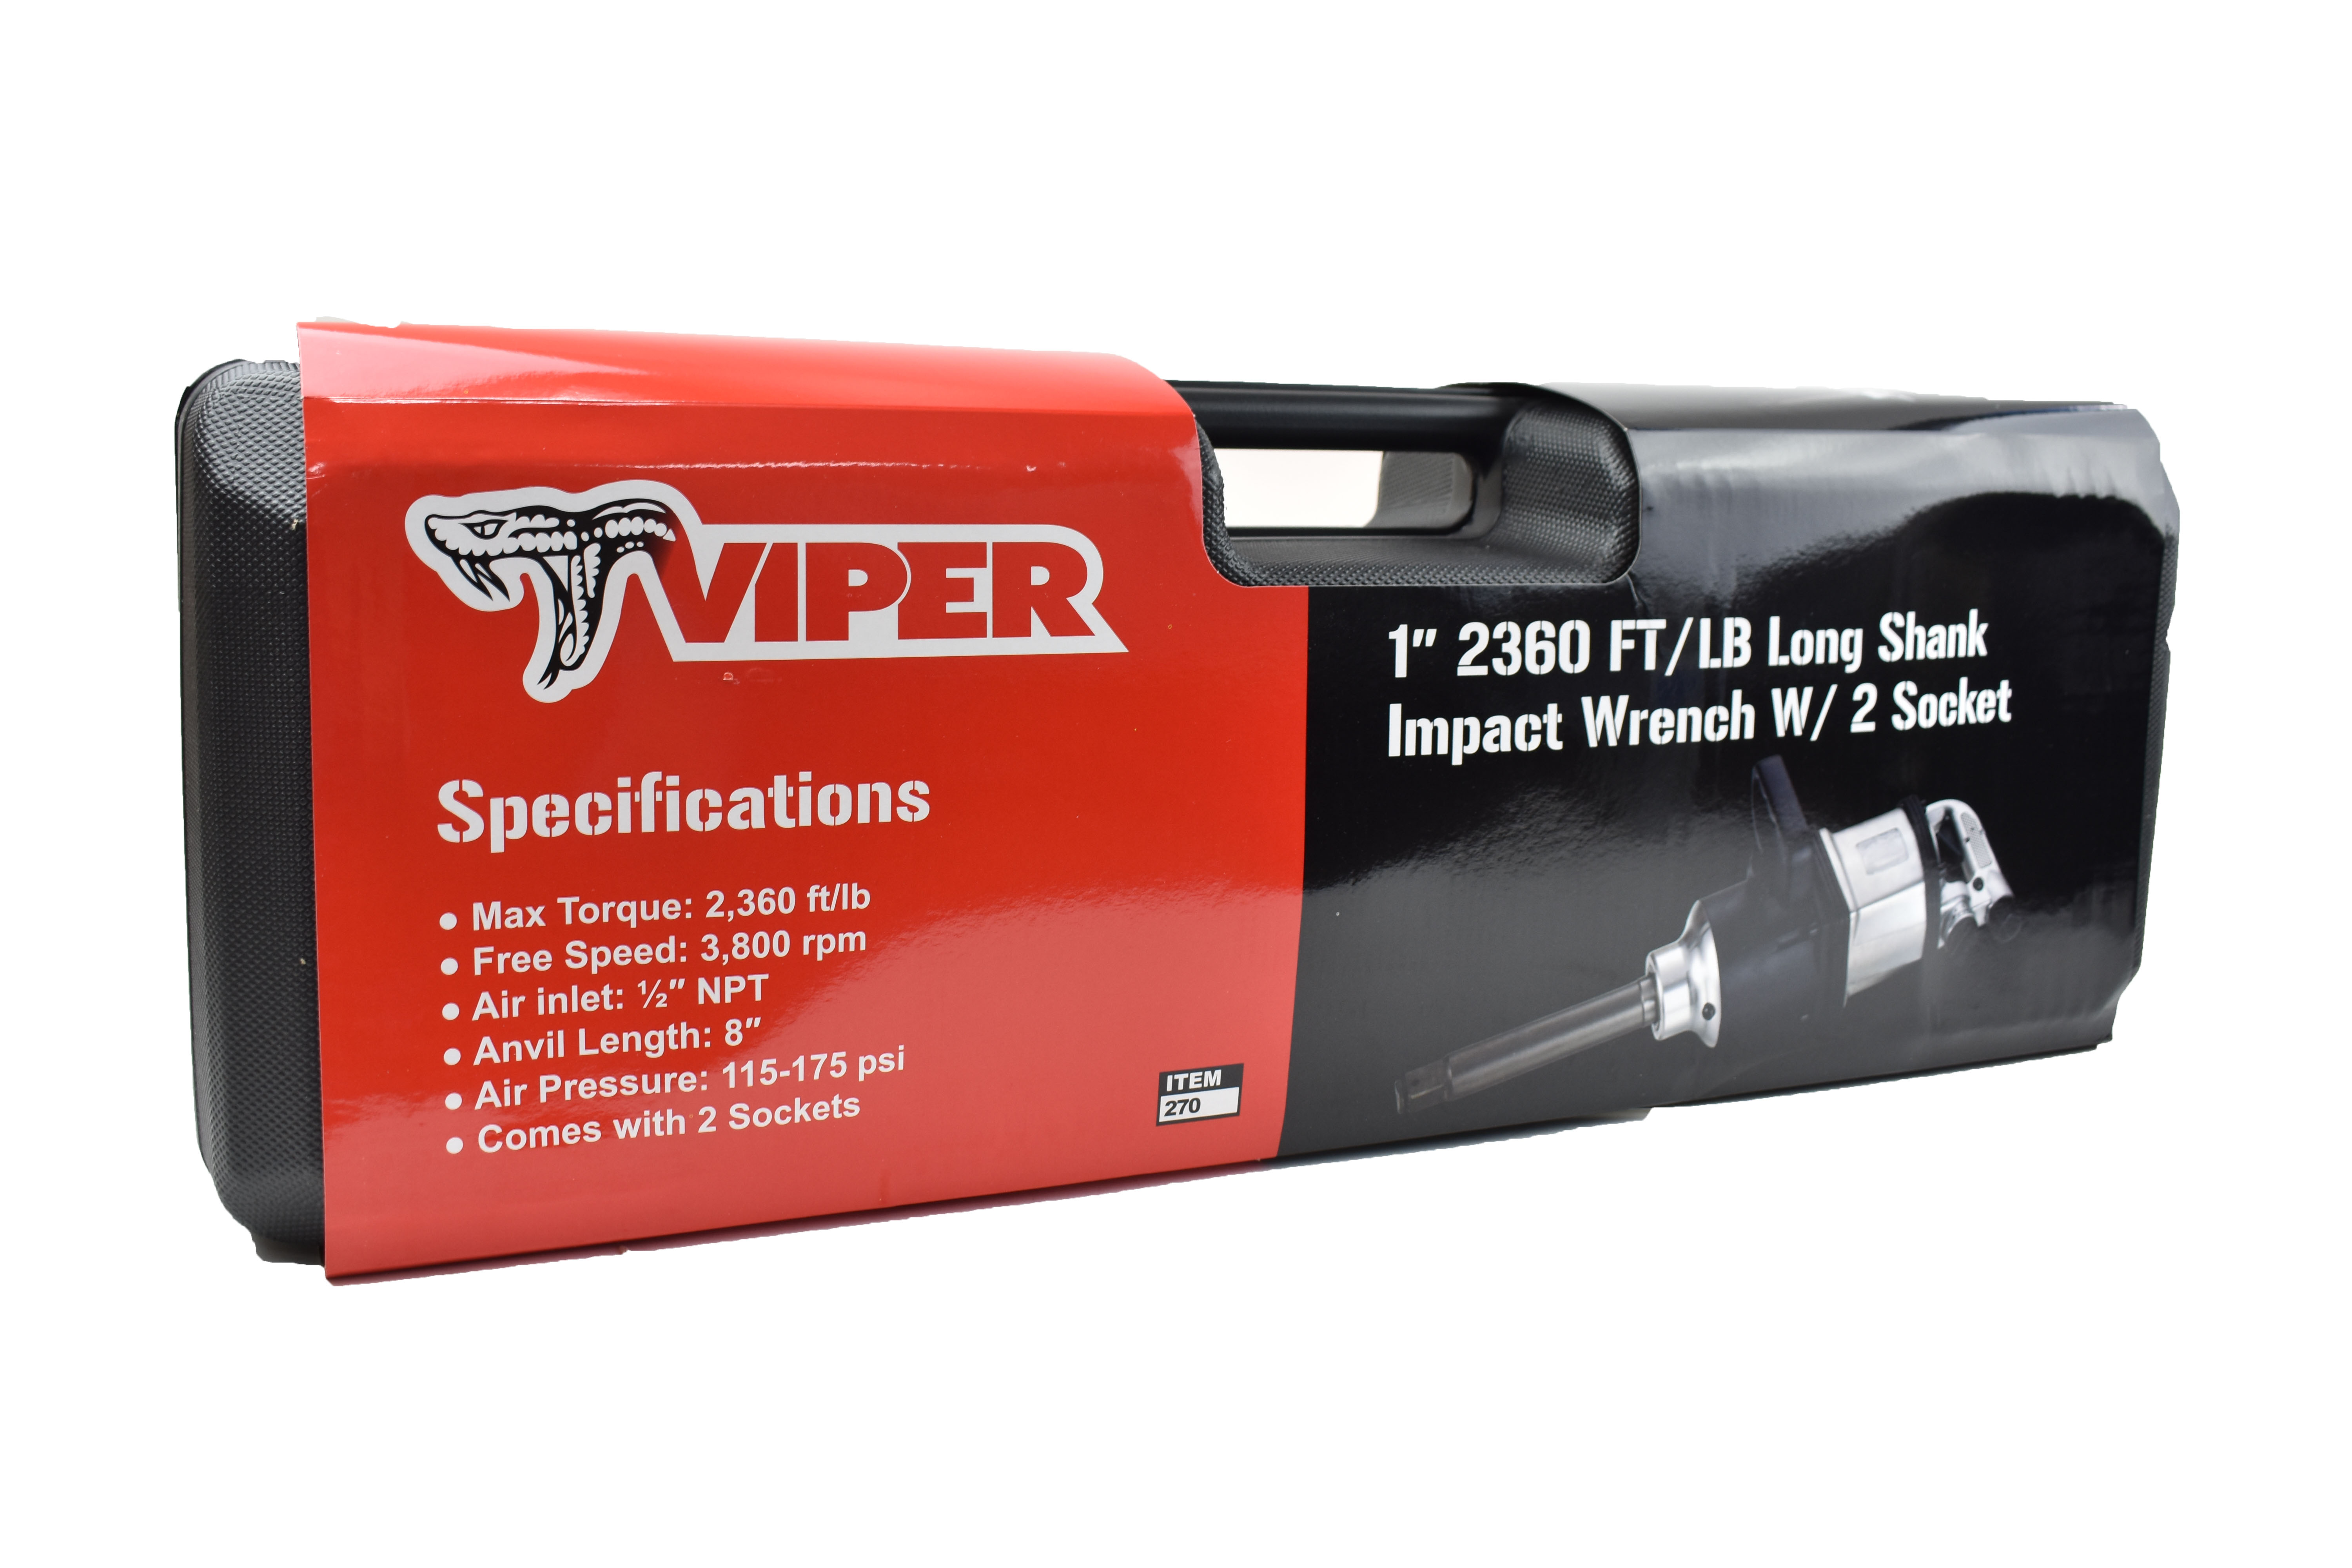 VIPER
Specifications
● Max Torque: 2,360 ft/lb
● Free Speed: 3,800 rpm
● Air inlet: ½″ NPT
● Anvil Length: 8″
● Air Pressure: 115-175 psi
● Comes with 2 Sockets
ITEM
270
1″ 2360 FT/LB Long Shank
Impact Wrench W/ 2 Socket